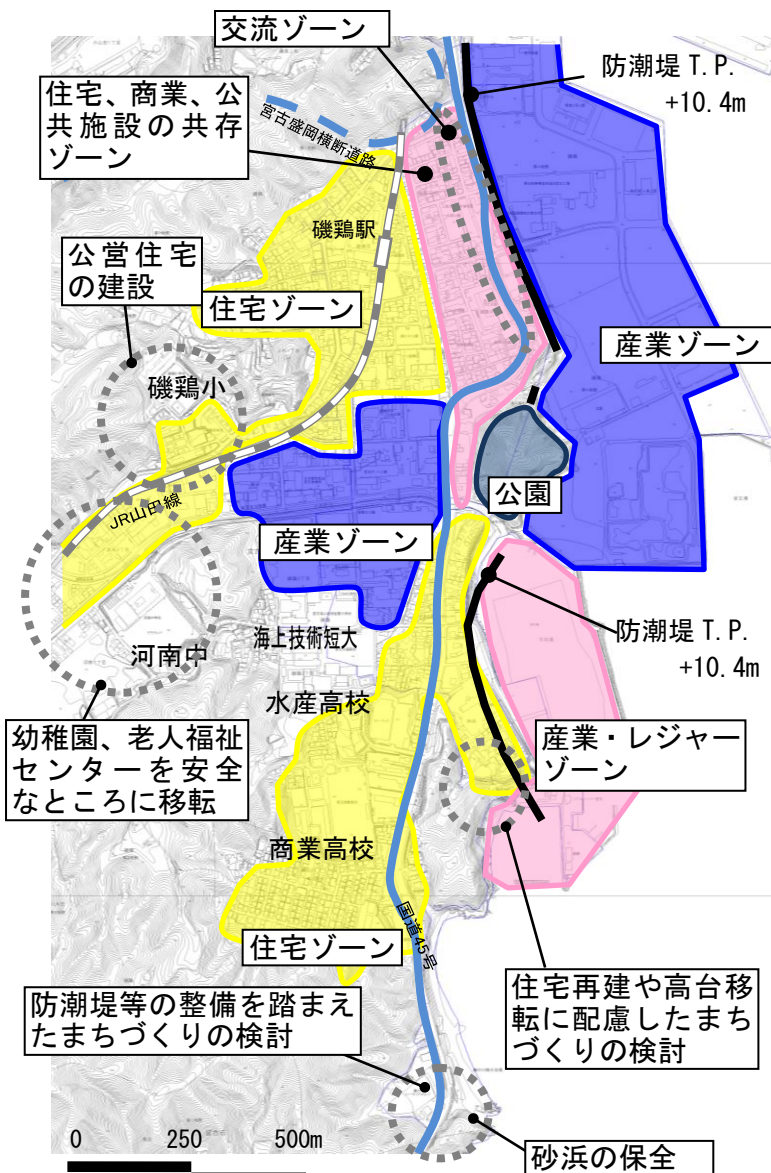 交流ゾーン
防潮堤 T.P.
+10.4m
住宅、商業、公
共施設の共存
ゾーン
宮古盛岡横断道路
磯鶏駅
公営住宅
の建設
住宅ゾーン
産業ゾーン
磯鶏小
公園
JR山田線
産業ゾーン
防潮堤 T.P.
+10.4m
河南中
海上技術短大
水産高校
幼稚園、老人福祉
センターを安全
なところに移転
産業・レジャー
ゾーン
商業高校
国道45号
住宅ゾーン
防潮堤等の整備を踏まえ
たまちづくりの検討
住宅再建や高台移
転に配慮したまち
づくりの検討
0 250 500m
砂浜の保全